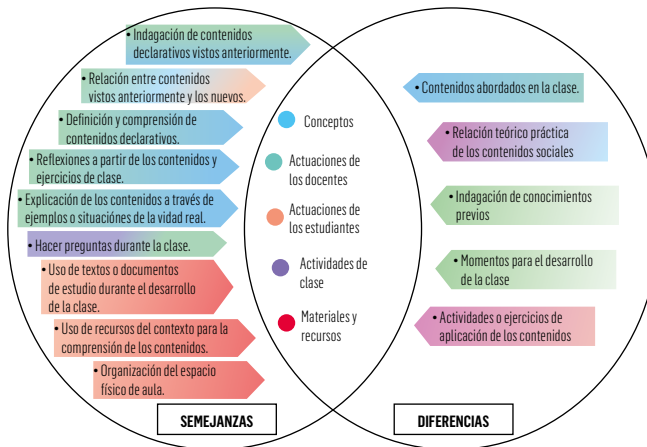 • Indagación de contenidos
declarativos vistos anteriormente.
• Relación entre contenidos
vistos anteriormente y los nuevos.
• Definición y comprensión de
contenidos declarativos.
• Reflexiones a partir de los contenidos y
ejercicios de clase.
• Explicación de los contenidos a través de
ejemplos o situaciónes de la vidad real.
• Hacer preguntas durante la clase.
• Uso de textos o documentos
de estudio durante el desarrollo
de la clase.
• Uso de recursos del contexto para la
comprensión de los contenidos.
• Organización del espacio
físico de aula.
SEMEJANZAS
Conceptos
Actuaciones de
los docentes
Actuaciones de
los estudiantes
Actividades de
clase
Materiales y
recursos
• Contenidos abordados en la clase.
• Relación teórico práctica
de los contenidos sociales
• Indagación de conocimientos
previos
• Momentos para el desarrollo
de la clase
• Actividades o ejercicios de
aplicación de los contenidos
DIFERENCIAS